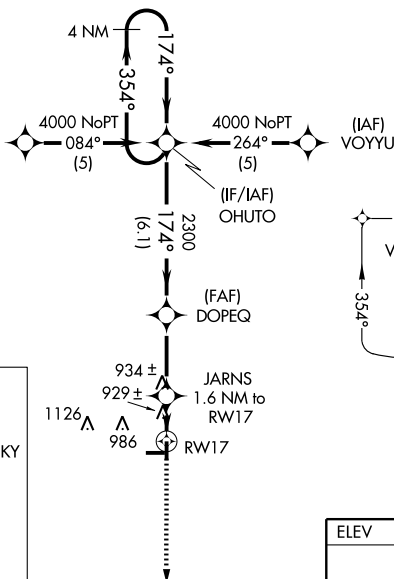 4 NM
174°
354°
4000 NoPT
084°
(5)
4000 NoPT
264°
(5)
(IAF)
VOYYU
(IF/IAF)
OHUTO
2300
174°
(6.1)
V
354°
(FAF)
DOPEQ
934 ±
929 ±
JARNS
1.6 NM to
RW17
1126
986
RW17
KY
ELEV